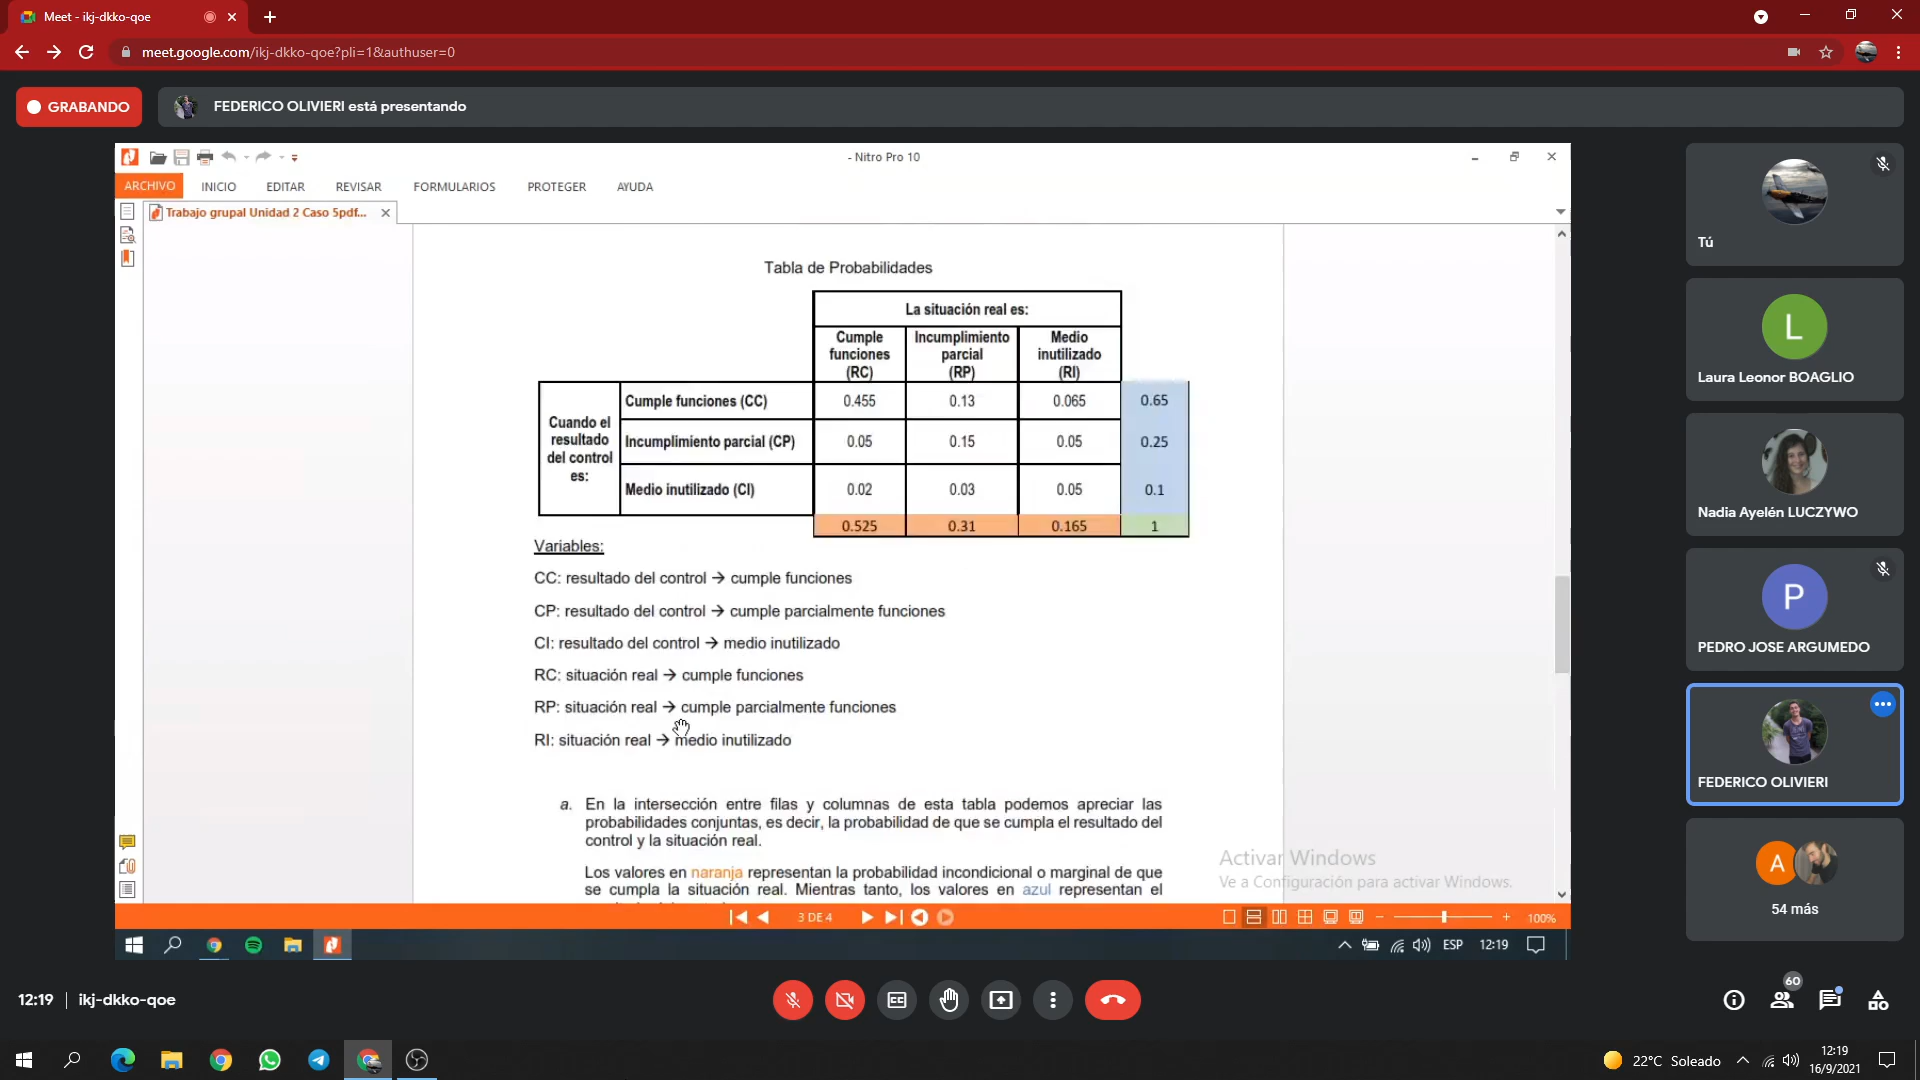 Meet - ikj-dkko-qoe
meet.google.com/ikj-dkko-qoe?pli=1&authuser=0
GRABANDO
FEDERICO OLIVIERI está presentando
- Nitro Pro 10
ARCHIVO INICIO EDITAR REVISAR FORMULARIOS PROTEGER AYUDA
Trabajo grupal Unidad 2 Caso 5pdf...
Tabla de Probabilidades
La situación real es:
Cumple funciones (RC) Incumplimiento parcial (RP) Medio inutilizado (RI)
Cuando el resultado del control es:
Cumple funciones (CC) 0.455 0.13 0.065 0.65
Incumplimiento parcial (CP) 0.05 0.15 0.05 0.25
Medio inutilizado (CI) 0.02 0.03 0.05 0.1
0.525 0.31 0.165 1
Variables:
CC: resultado del control → cumple funciones
CP: resultado del control → cumple parcialmente funciones
CI: resultado del control → medio inutilizado
RC: situación real → cumple funciones
RP: situación real → cumple parcialmente funciones
RI: situación real → medio inutilizado
a. En la intersección entre filas y columnas de esta tabla podemos apreciar las
probabilidades conjuntas, es decir, la probabilidad de que se cumpla el resultado del
control y la situación real.
Los valores en naranja representan la probabilidad incondicional o marginal de que
se cumpla la situación real. Mientras tanto, los valores en azul representan el
Activar Windows
Ve a Configuración para activar Windows.
3 DE 4
100%
ESP 12:19
Tú
L
Laura Leonor BOAGLIO
Nadia Ayelén LUCZYWO
P
PEDRO JOSE ARGUMEDO
FEDERICO OLIVIERI
A
54 más
12:19 | ikj-dkko-qoe
60
22°C Soleado
12:19
16/9/2021